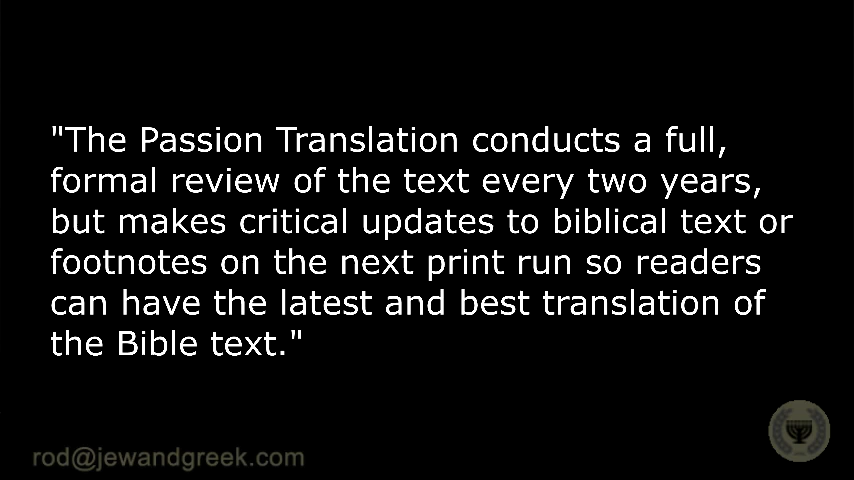 "The Passion Translation conducts a full,
formal review of the text every two years,
but makes critical updates to biblical text or
footnotes on the next print run so readers
can have the latest and best translation of
the Bible text."
rod@jewandgreek.com